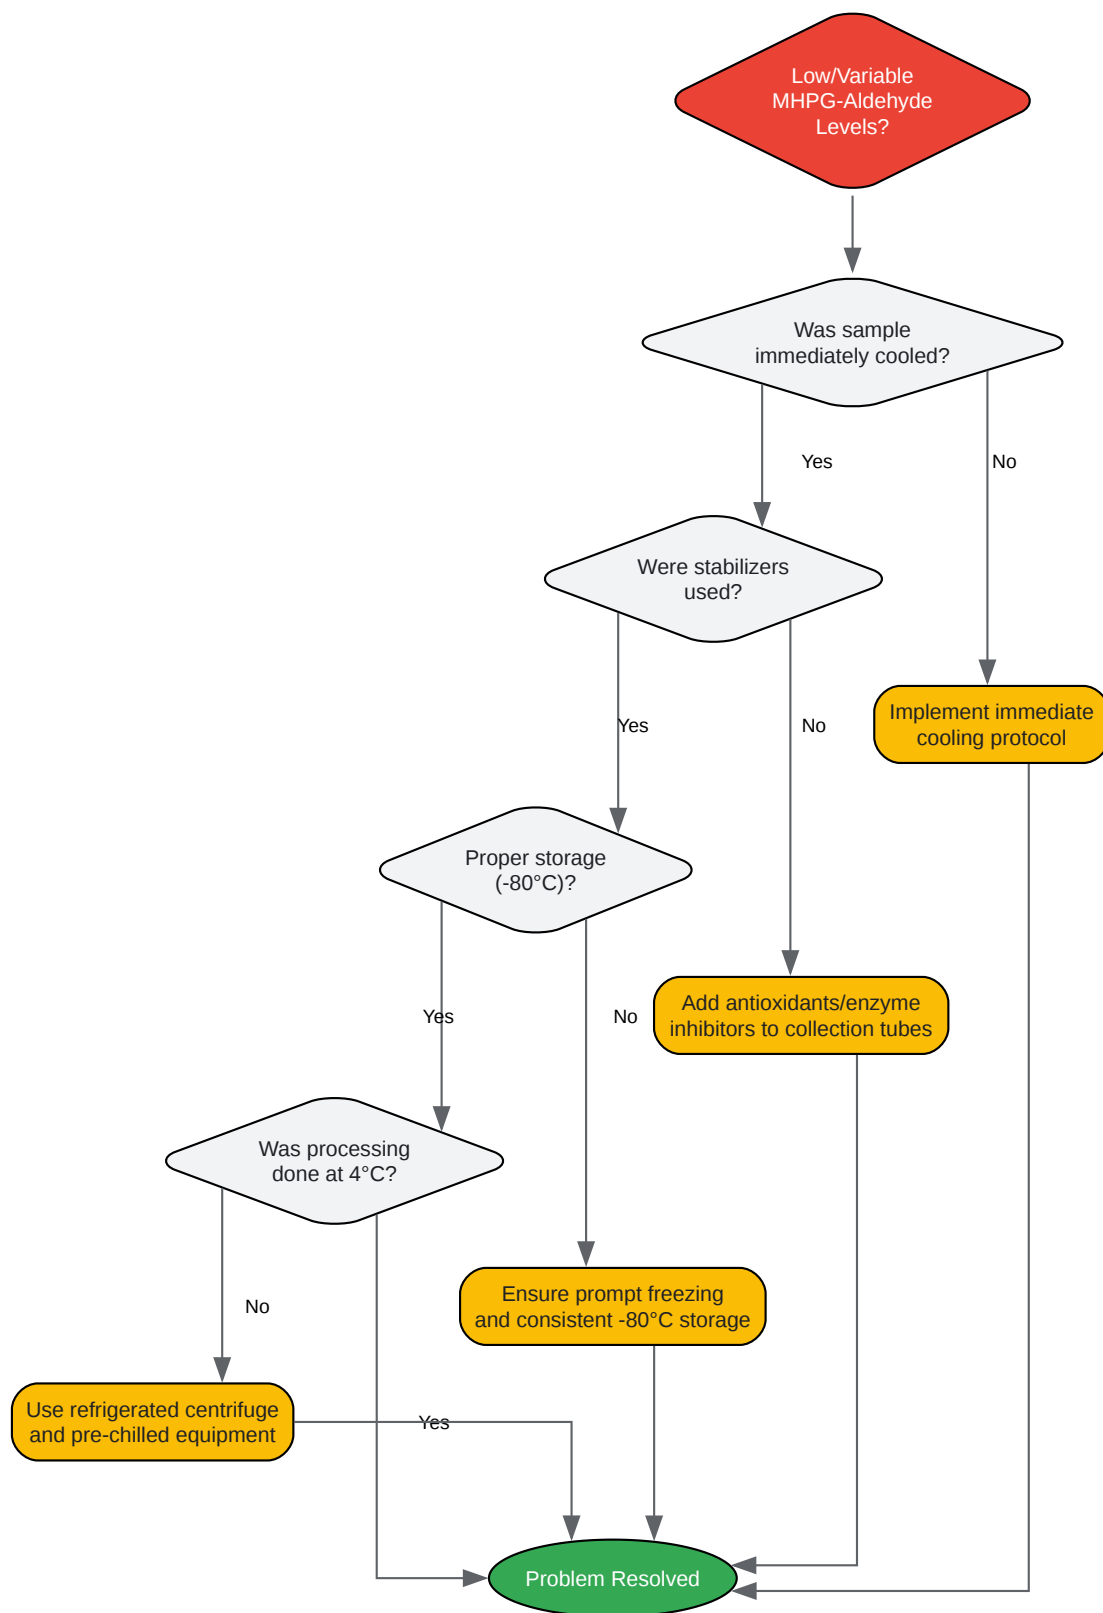 Low/Variable
MHPG-Aldehyde
Levels?
Was sample
immediately cooled?
Yes
No
Were stabilizers
used?
Implement immediate
cooling protocol
Yes
No
Proper storage
(-80°C)?
Add antioxidants/enzyme
inhibitors to collection tubes
Yes
No
Was processing
done at 4°C?
Ensure prompt freezing
and consistent -80°C storage
No
Use refrigerated centrifuge
and pre-chilled equipment
Yes
Problem Resolved